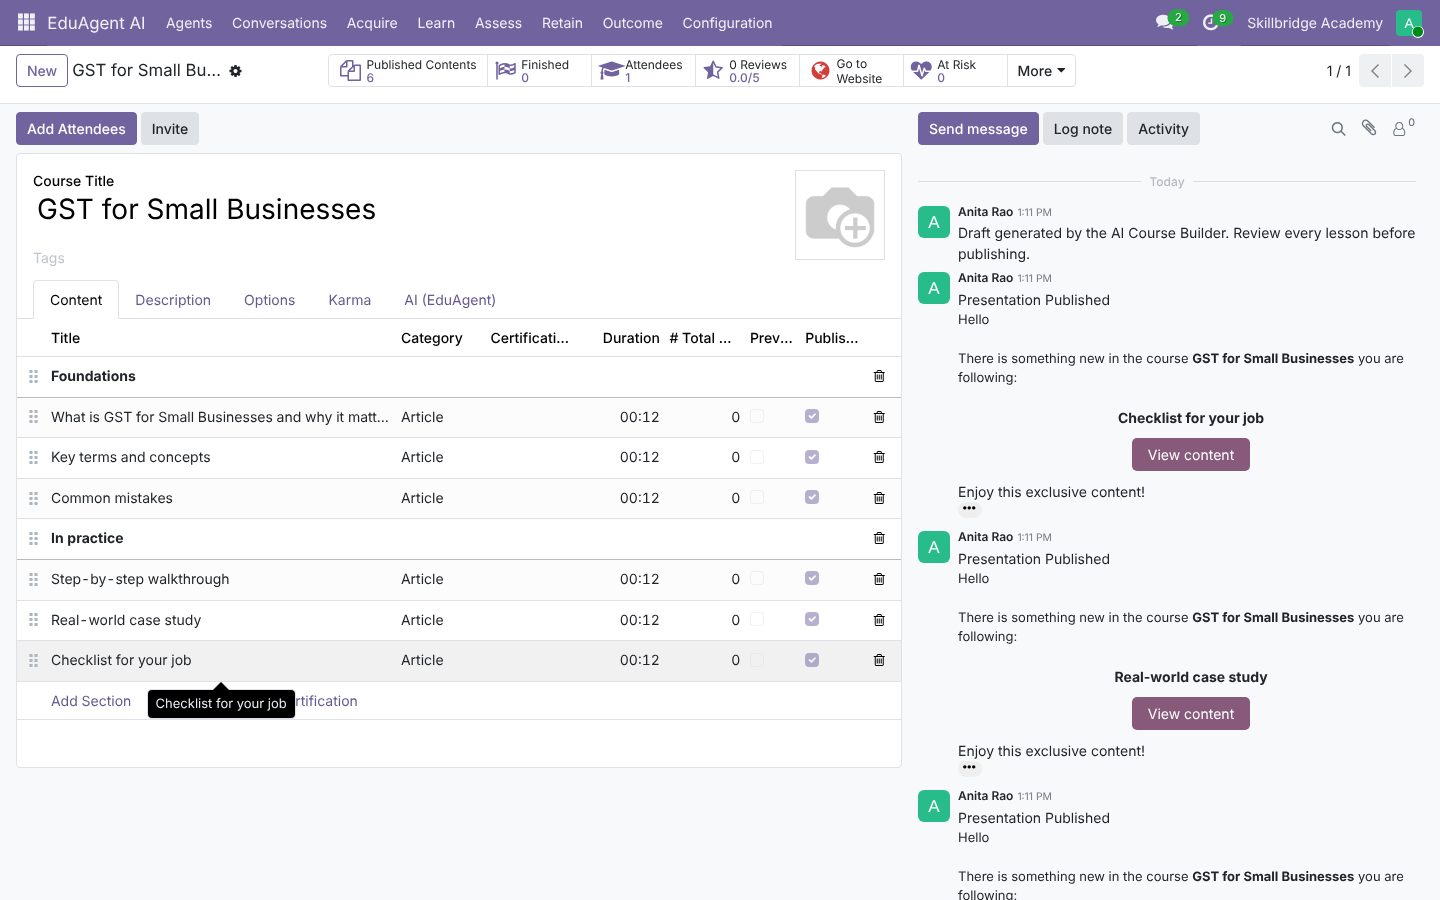 EduAgent AI Agents Conversations Acquire Learn Assess Retain Outcome Configuration 2 9 Skillbridge Academy A
New GST for Small Bu... Published Contents 6 Finished 0 Attendees 1 0 Reviews 0.0/5 Go to Website At Risk 0 More 1 / 1
Add Attendees Invite
Course Title
GST for Small Businesses
Tags
Content Description Options Karma AI (EduAgent)
Title Category Certificati... Duration # Total ... Prev... Publis...
Foundations
What is GST for Small Businesses and why it matt... Article 00:12 0
Key terms and concepts Article 00:12 0
Common mistakes Article 00:12 0
In practice
Step-by-step walkthrough Article 00:12 0
Real-world case study Article 00:12 0
Checklist for your job Article 00:12 0
Add Section rtification
Checklist for your job
Send message Log note Activity 0
Today
A Anita Rao 1:11 PM
Draft generated by the AI Course Builder. Review every lesson before
publishing.
A Anita Rao 1:11 PM
Presentation Published
Hello
There is something new in the course GST for Small Businesses you are
following:
Checklist for your job
View content
Enjoy this exclusive content!
•••
A Anita Rao 1:11 PM
Presentation Published
Hello
There is something new in the course GST for Small Businesses you are
following:
Real-world case study
View content
Enjoy this exclusive content!
•••
A Anita Rao 1:11 PM
Presentation Published
Hello
There is something new in the course GST for Small Businesses you are
following: